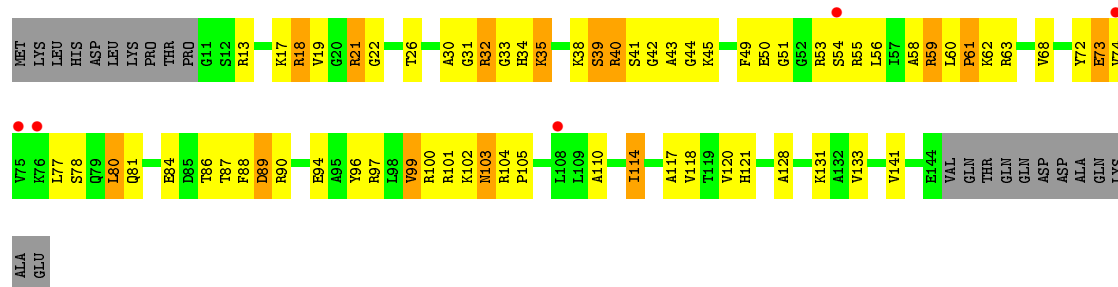 MET LYS LEU HIS ASP LEU LYS PRO THR PRO G11 S12 R13 K17 R18 V19 G20 R21 G22 T26 A30 G31 R32 G33 H34 K35 K38 S39 R40 S41 G42 A43 G44 K45 F49 E50 G51 G52 R53 S54 R55 L56 I57 A58 R59 L60 P61 K62 R63 V68 Y72 E73 V74
V75 K76 L77 S78 Q79 L80 Q81 E84 D85 T86 T87 F88 D89 R90 E94 A95 Y96 R97 L98 V99 R100 R101 K102 N103 R104 P105 L108 L109 A110 I114 A117 V118 T119 V120 H121 A128 K131 A132 V133 V141 E144 VAL GLN THR GLN GLN ASP ASP ALA GLN LYS
ALA GLU